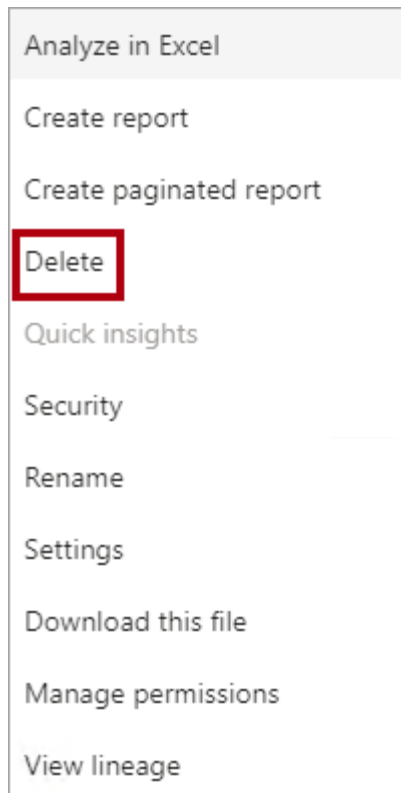 Analyze in Excel
Create report
Create paginated report
Delete
Quick insights
Security
Rename
Settings
Download this file
Manage permissions
View lineage